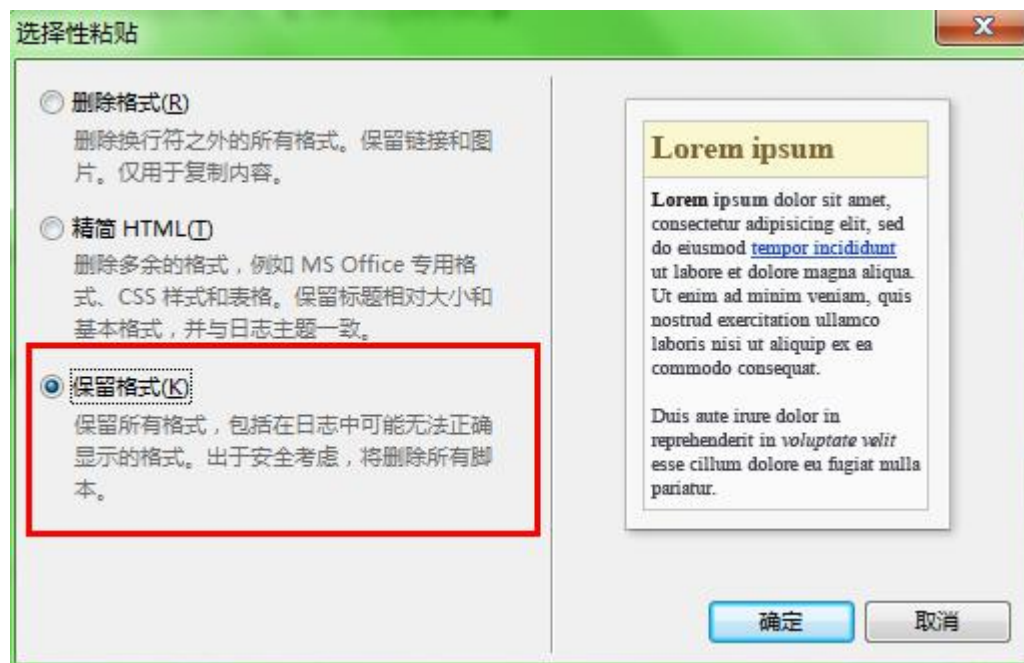 选择性粘贴
删除格式(R)
删除换行符之外的所有格式。保留链接和图
片。仅用于复制内容。
精简 HTML(T)
删除多余的格式，例如 MS Office 专用格
式、CSS 样式和表格。保留标题相对大小和
基本格式，并与日志主题一致。
保留格式(K)
保留所有格式，包括在日志中可能无法正确
显示的格式。出于安全考虑，将删除所有脚
本。
Lorem ipsum
Lorem ipsum dolor sit amet,
consectetur adipisicing elit, sed
do eiusmod tempor incididunt
ut labore et dolore magna aliqua.
Ut enim ad minim veniam, quis
nostrud exercitation ullamco
laboris nisi ut aliquip ex ea
commodo consequat.
Duis aute irure dolor in
reprehenderit in voluptate velit
esse cillum dolore eu fugiat nulla
pariatur.
确定
取消